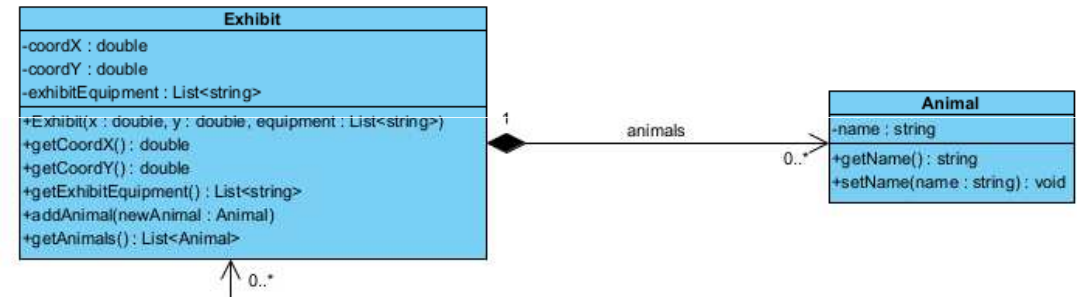 Exhibit
-coordX : double
-coordY : double
-exhibitEquipment : List<string>
+Exhibit(x : double, y : double, equipment : List<string>)
+getCoordX() : double
+getCoordY() : double
+getExhibitEquipment() : List<string>
+addAnimal(newAnimal : Animal)
+getAnimals() : List<Animal>
1
animals
0..*
Animal
-name : string
+getName() : string
+setName(name : string) : void
0..*